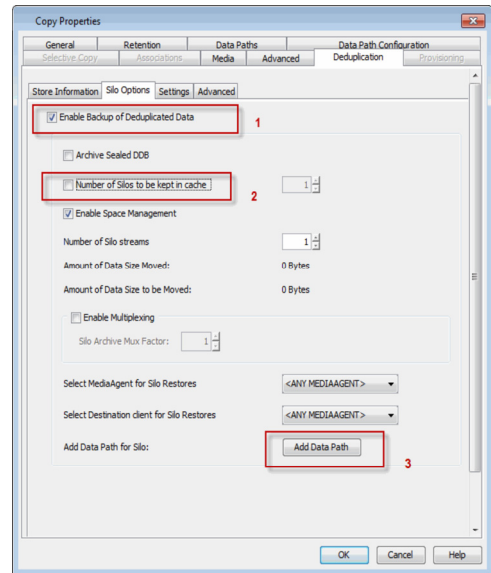 Copy Properties
General Retention Data Paths Data Path Configuration
Selective Copy Associations Media Advanced Deduplication Provisioning
Store Information Silo Options Settings Advanced
Enable Backup of Deduplicated Data 1
Archive Sealed DDB
Number of Silos to be kept in cache 1 2
Enable Space Management
Number of Silo streams 1
Amount of Data Size Moved: 0 Bytes
Amount of Data Size to be Moved: 0 Bytes
Enable Multiplexing
Silo Archive Mux Factor: 1
Select MediaAgent for Silo Restores <ANY MEDIAAGENT>
Select Destination client for Silo Restores <ANY MEDIAAGENT>
Add Data Path for Silo: Add Data Path 3
OK Cancel Help